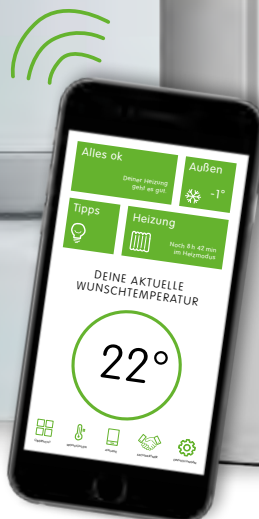 Alles ok
Deiner Heizung
geht es gut.
Außen
-1°
Tipps
Heizung
Noch 8 h 42 min
im Heizmodus
DEINE AKTUELLE
WUNSCHTEMPERATUR
22°